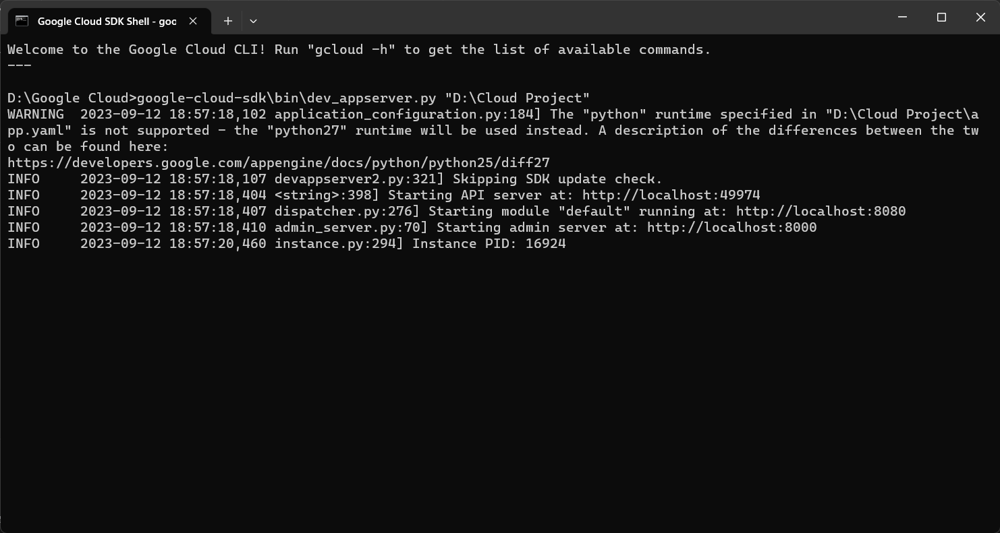 Google Cloud SDK Shell - goo
Welcome to the Google Cloud CLI! Run "gcloud -h" to get the list of available commands.
---
D:\Google Cloud>google-cloud-sdk\bin\dev_appserver.py "D:\Cloud Project"
WARNING  2023-09-12 18:57:18,102 application_configuration.py:184] The "python" runtime specified in "D:\Cloud Project\a
pp.yaml" is not supported - the "python27" runtime will be used instead. A description of the differences between the tw
o can be found here:
https://developers.google.com/appengine/docs/python/python25/diff27
INFO     2023-09-12 18:57:18,107 devappserver2.py:321] Skipping SDK update check.
INFO     2023-09-12 18:57:18,404 <string>:398] Starting API server at: http://localhost:49974
INFO     2023-09-12 18:57:18,407 dispatcher.py:276] Starting module "default" running at: http://localhost:8080
INFO     2023-09-12 18:57:18,410 admin_server.py:70] Starting admin server at: http://localhost:8000
INFO     2023-09-12 18:57:20,460 instance.py:294] Instance PID: 16924